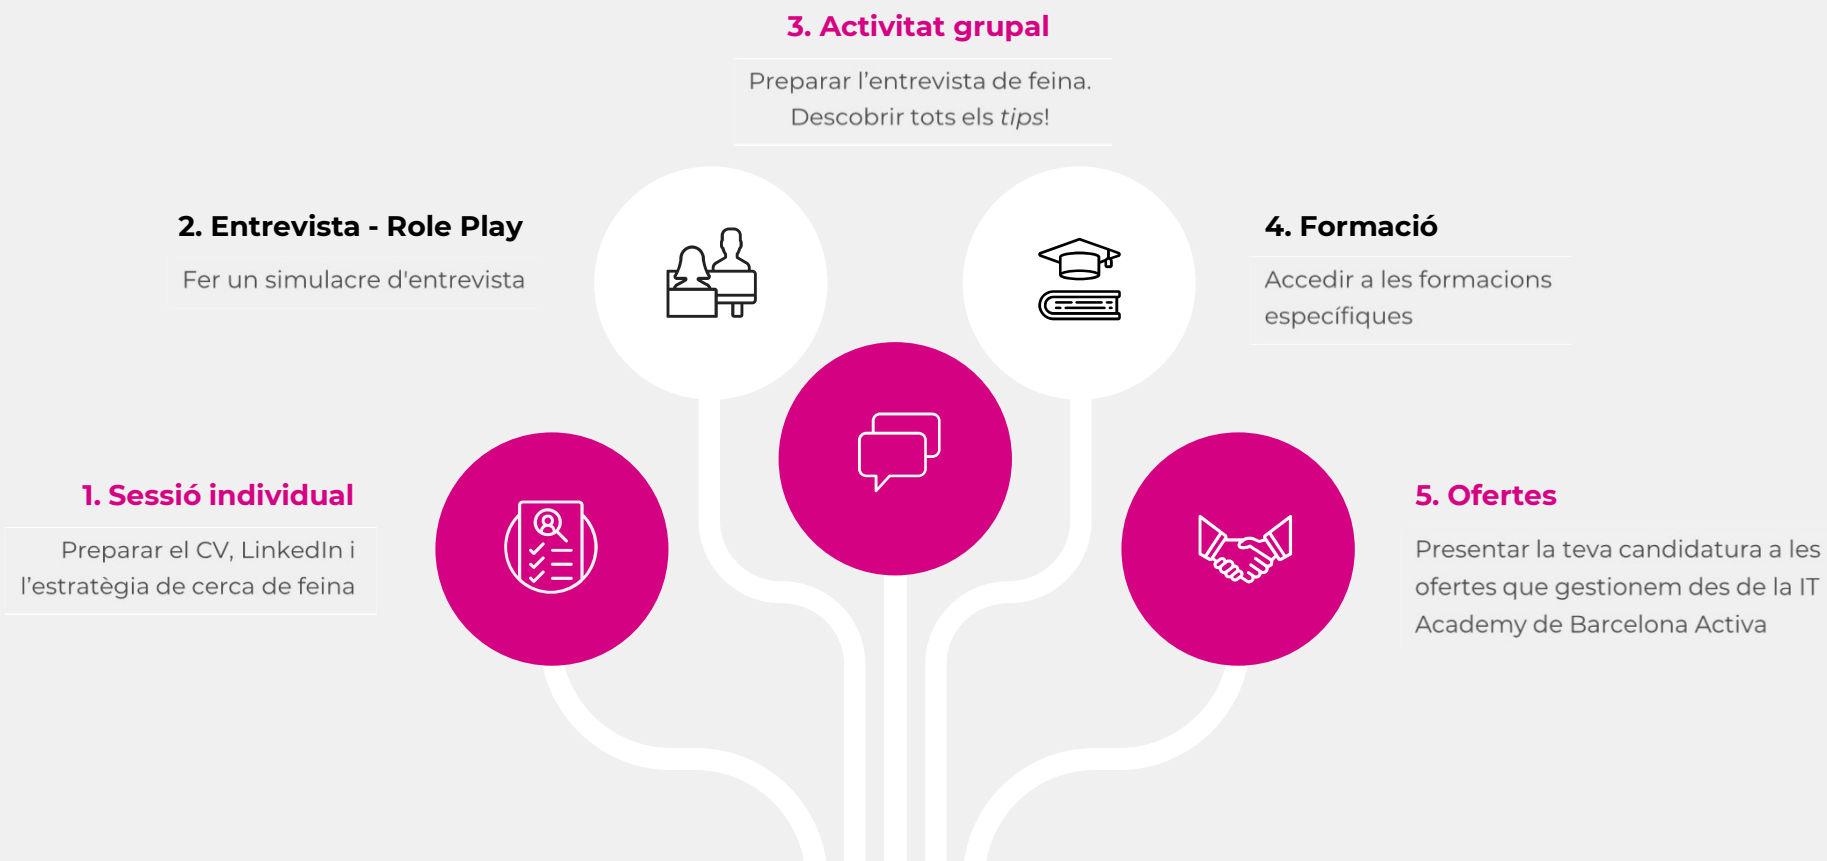 3. Activitat grupal
Preparar l’entrevista de feina.
Descobrir tots els tips!
2. Entrevista - Role Play
Fer un simulacre d'entrevista
4. Formació
Accedir a les formacions
específiques
1. Sessió individual
Preparar el CV, LinkedIn i
l’estratègia de cerca de feina
5. Ofertes
Presentar la teva candidatura a les
ofertes que gestionem des de la IT
Academy de Barcelona Activa